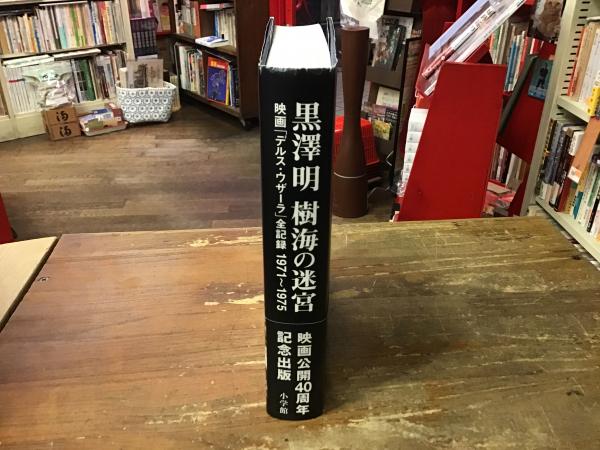 黒澤明 樹海の迷宮
映画「デルス・ウザーラ」全記録 1971〜1975
映画公開40周年
記念出版
小学館